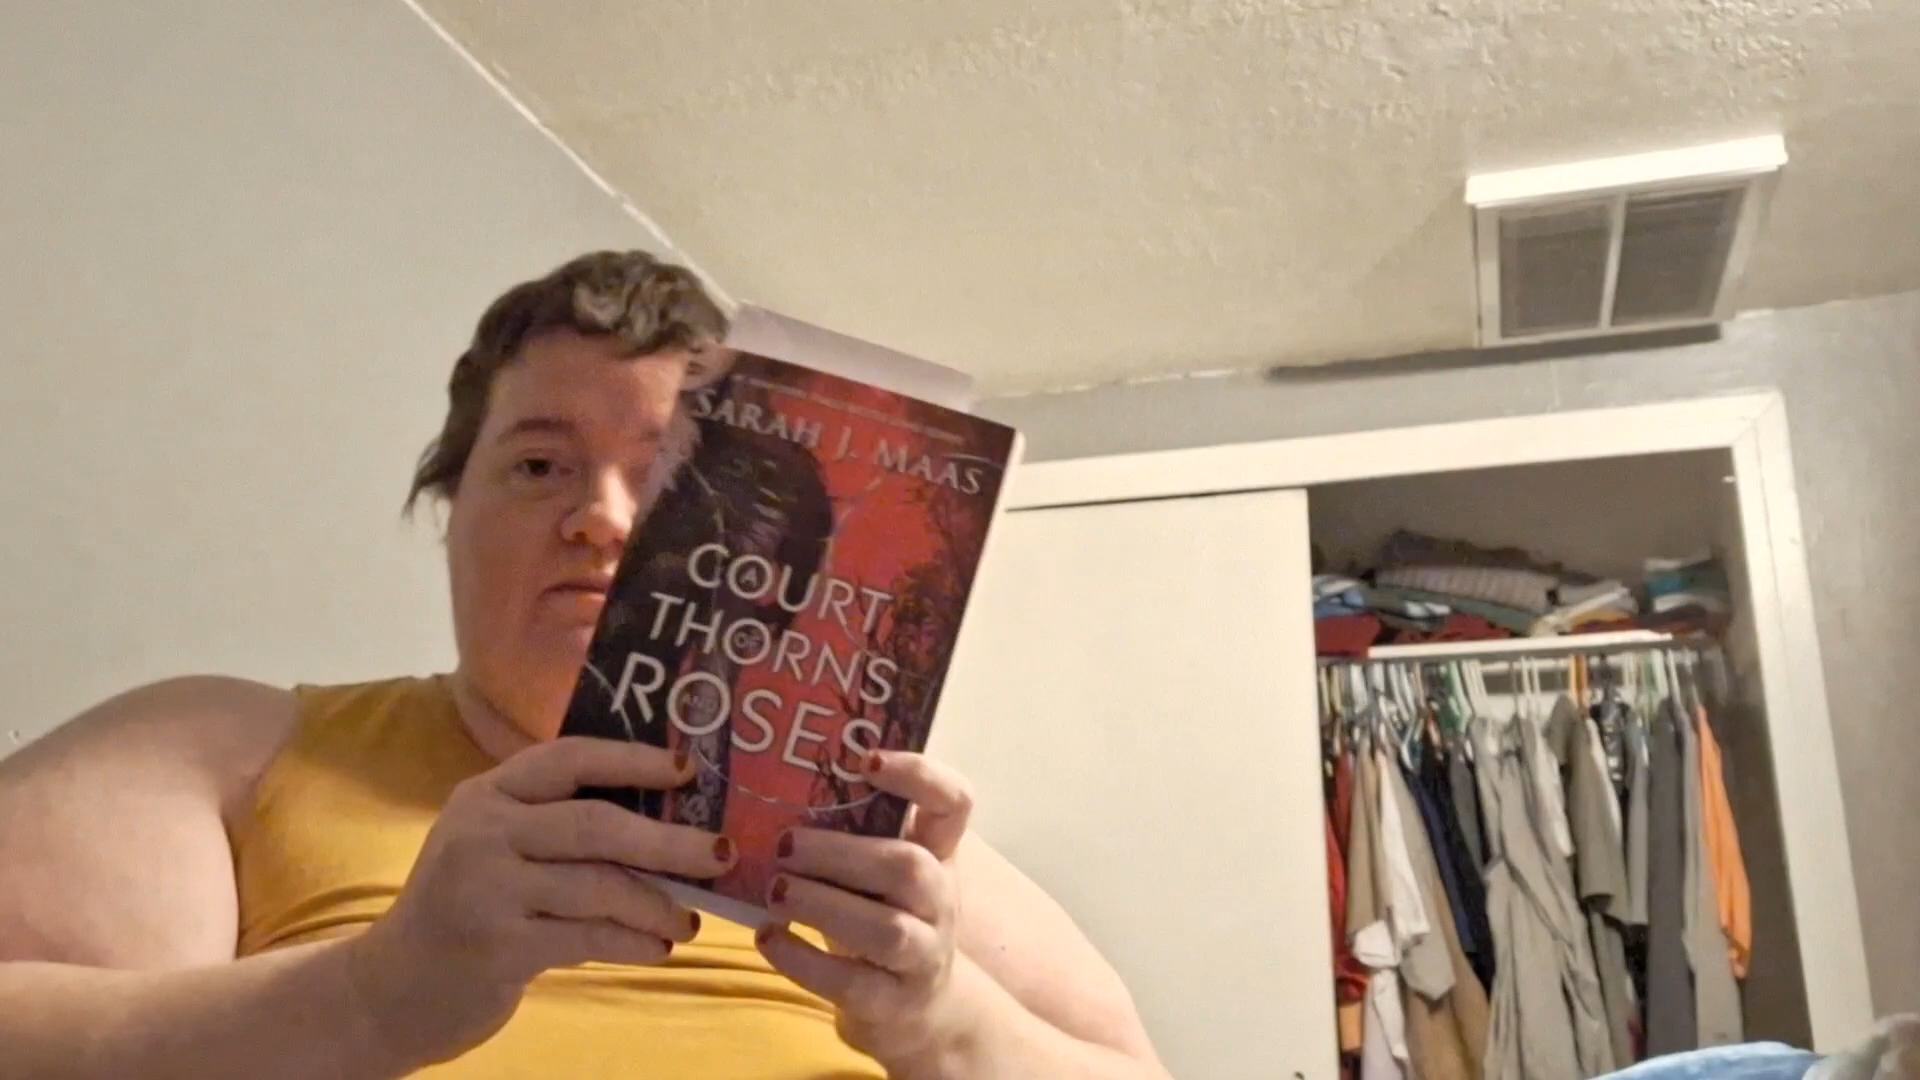 SARAH J. MAAS
A
COURT
OF
THORNS
AND
ROSES